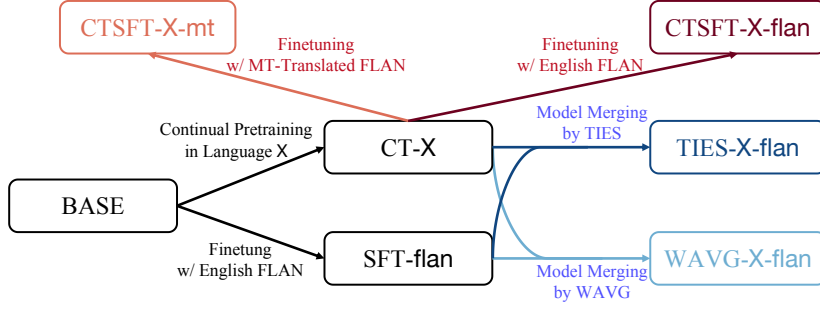 CTSFT-X-mt
Finetuning
w/ MT-Translated FLAN
Finetuning
w/ English FLAN
CTSFT-X-flan
Continual Pretraining
in Language X
CT-X
Model Merging
by TIES
TIES-X-flan
BASE
Finetung
w/ English FLAN
SFT-flan
Model Merging
by WAVG
WAVG-X-flan